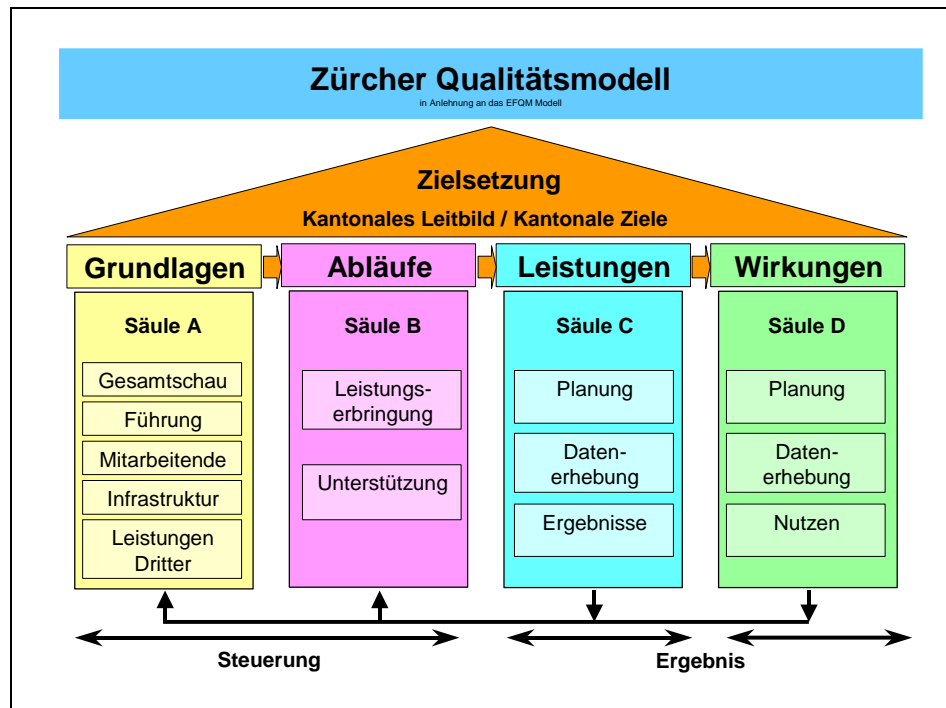 Zürcher Qualitätsmodell
in Anlehnung an das EFQM Modell
Zielsetzung
Kantonales Leitbild / Kantonale Ziele
Grundlagen
Abläufe
Leistungen
Wirkungen
Säule A
Gesamtschau
Führung
Mitarbeitende
Infrastruktur
Leistungen
Dritter
Säule B
Leistungs-
erbringung
Unterstützung
Säule C
Planung
Daten-
erhebung
Ergebnisse
Säule D
Planung
Daten-
erhebung
Nutzen
Steuerung
Ergebnis